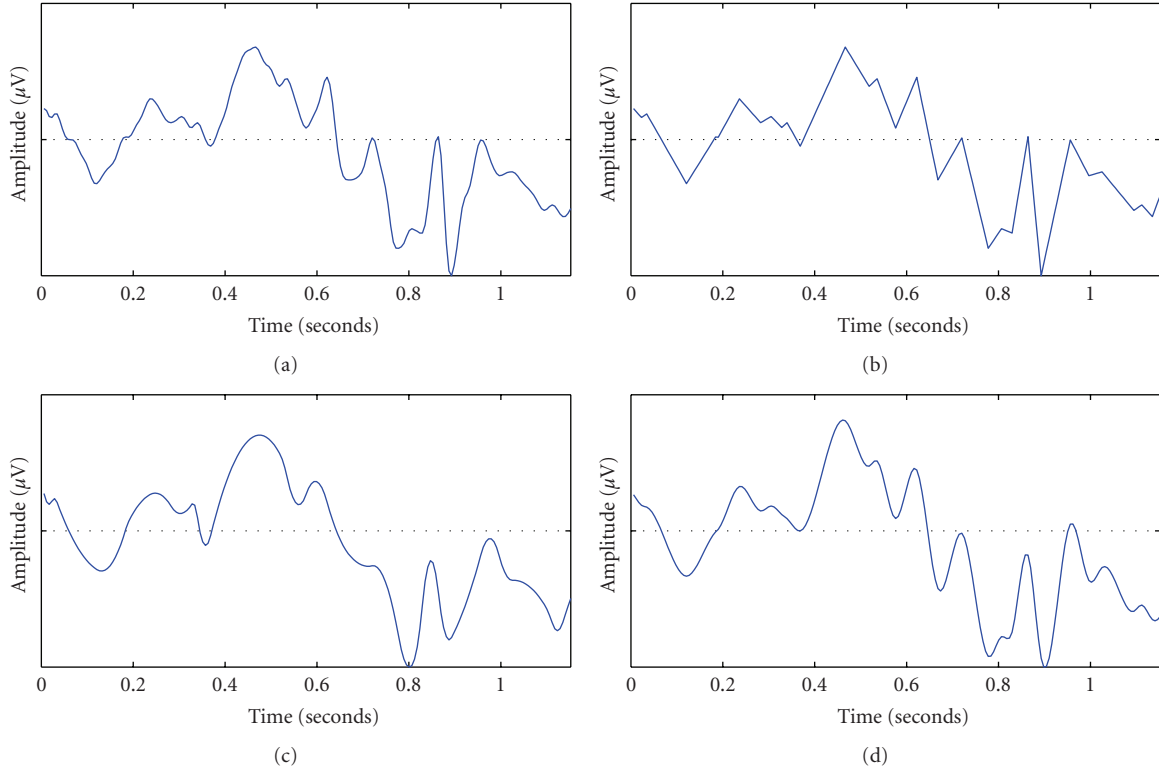 Amplitude (μV)
0 0.2 0.4 0.6 0.8 1
Time (seconds)
(a)
Amplitude (μV)
0 0.2 0.4 0.6 0.8 1
Time (seconds)
(b)
Amplitude (μV)
0 0.2 0.4 0.6 0.8 1
Time (seconds)
(c)
Amplitude (μV)
0 0.2 0.4 0.6 0.8 1
Time (seconds)
(d)